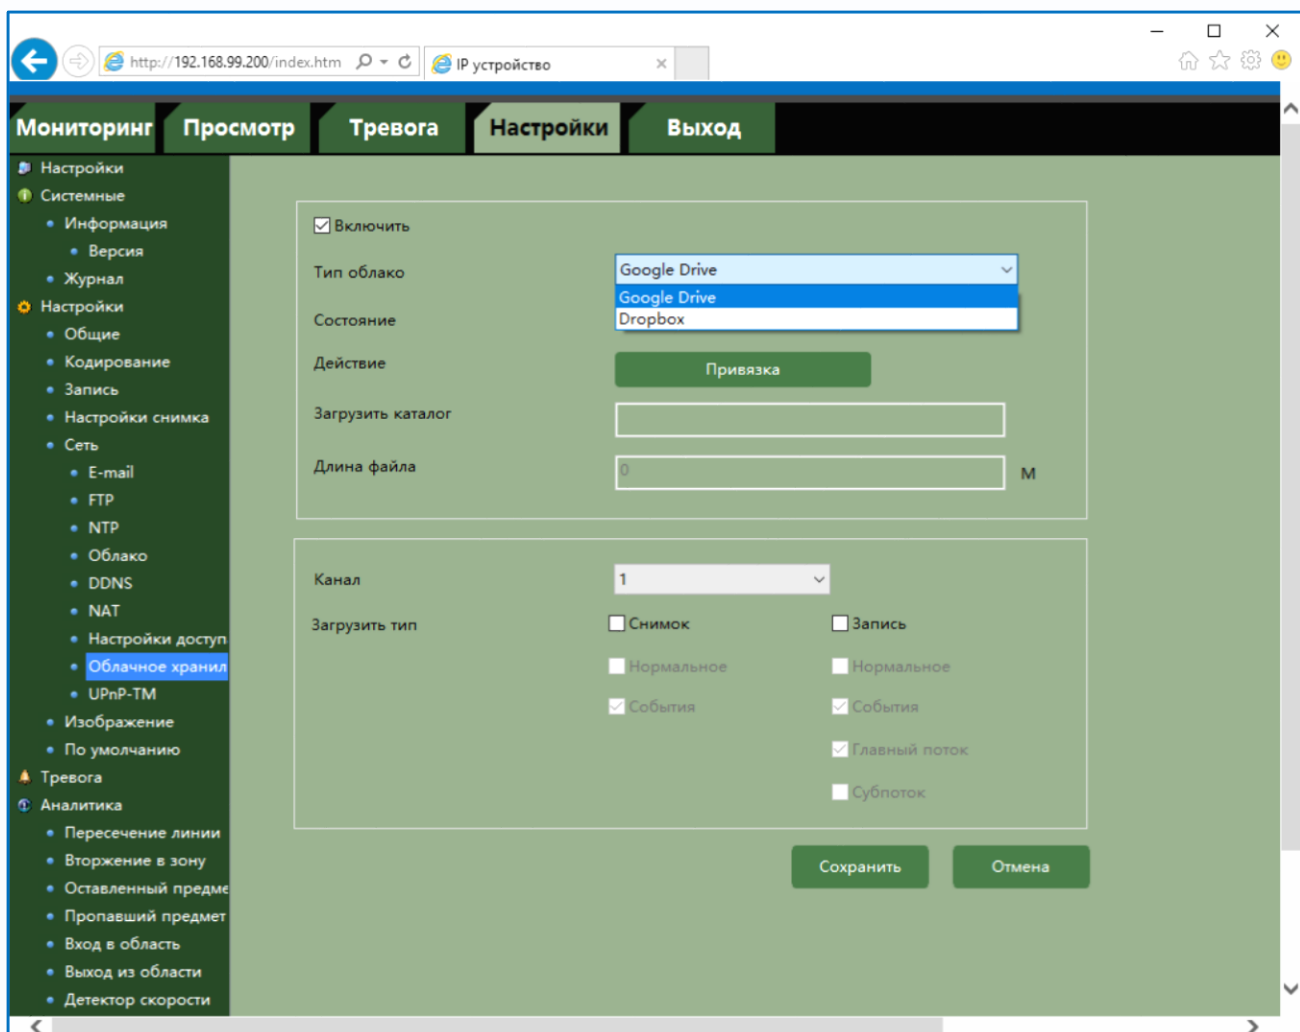 http://192.168.99.200/index.htm
IP устройство
Мониторинг Просмотр Тревога Настройки Выход
Настройки
Системные
Информация
Версия
Журнал
Настройки
Общие
Кодирование
Запись
Настройки снимка
Сеть
E-mail
FTP
NTP
Облако
DDNS
NAT
Настройки доступ
Облачное хранил
UPnP-TM
Изображение
По умолчанию
Тревога
Аналитика
Пересечение линии
Вторжение в зону
Оставленный предме
Пропавший предмет
Вход в область
Выход из области
Детектор скорости
Включить
Тип облако Google Drive
Google Drive
Dropbox
Состояние
Действие Привязка
Загрузить каталог
Длина файла 0 М
Канал 1
Загрузить тип Снимок Запись
Нормальное Нормальное
События События
Главный поток
Субпоток
Сохранить Отмена